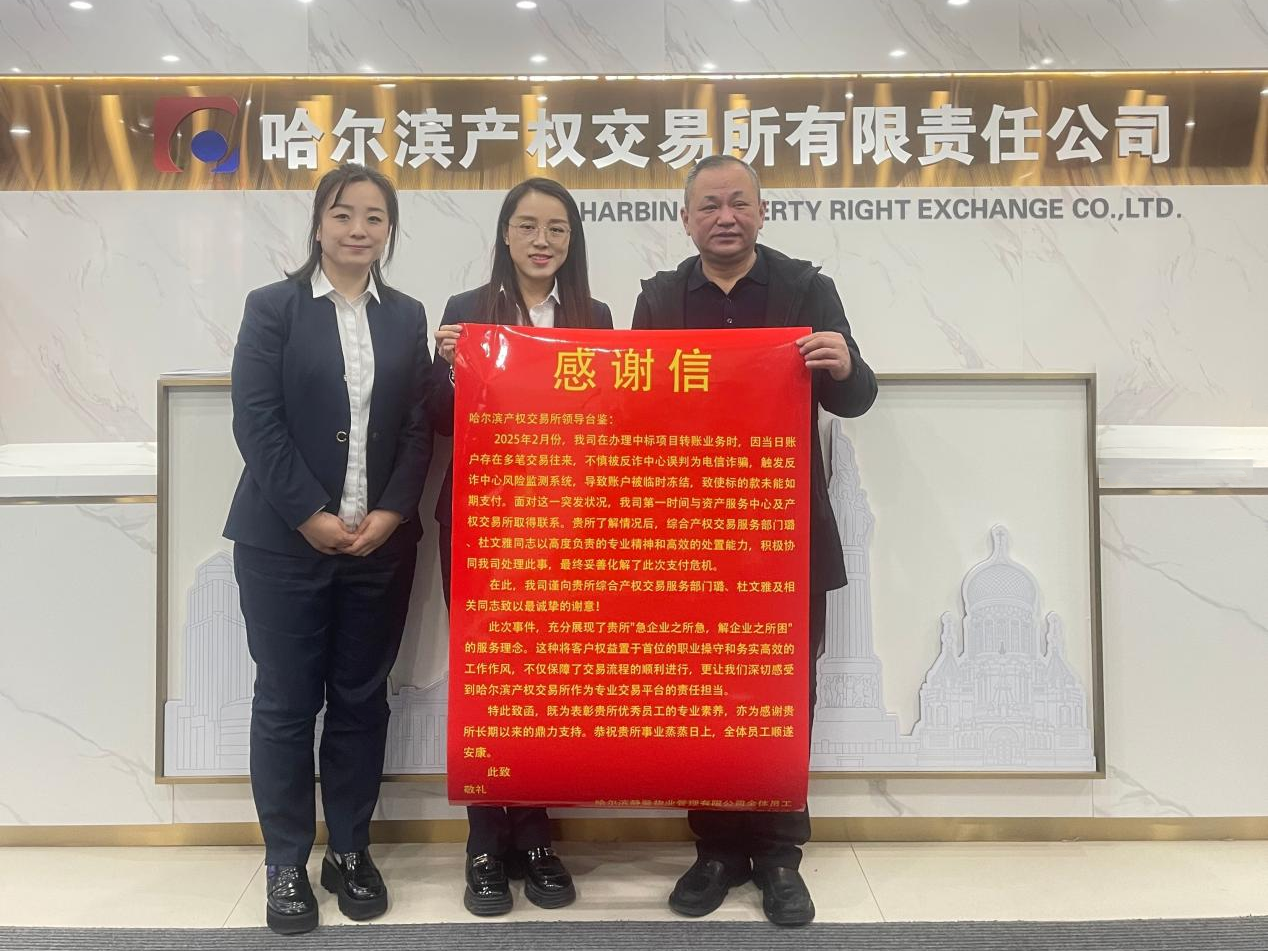 哈尔滨产权交易所有限责任公司
HARBIN ERTY RIGHT EXCHANGE CO.,LTD.
感谢信
哈尔滨产权交易所领导台鉴：
2025年2月份，我司在办理中标项目转账业务时，因当日账
户存在多笔交易往来，不慎被反诈中心误判为电信诈骗，触发反
诈中心风险监测系统，导致账户被临时冻结，致使标的款未能如
期支付。面对这一突发状况，我司第一时间与资产服务中心及产
权交易所取得联系。贵所了解情况后，综合产权交易服务部门璐
、杜文雅同志以高度负责的专业精神和高效的处置能力，积极协
同我司处理此事，最终妥善化解了此次支付危机。
在此，我司谨向贵所综合产权交易服务部门璐、杜文雅及相
关同志致以最诚挚的谢意！
此次事件，充分展现了贵所"急企业之所急，解企业之所困"
的服务理念。这种将客户权益置于首位的职业操守和务实高效的
工作作风，不仅保障了交易流程的顺利进行，更让我们深切感受
到哈尔滨产权交易所作为专业交易平台的责任担当。
特此致函，既为表彰贵所优秀员工的专业素养，亦为感谢贵
所长期以来的鼎力支持。恭祝贵所事业蒸蒸日上，全体员工顺遂
安康。
此致
敬礼
哈尔滨 物业管理有限公司全体员工